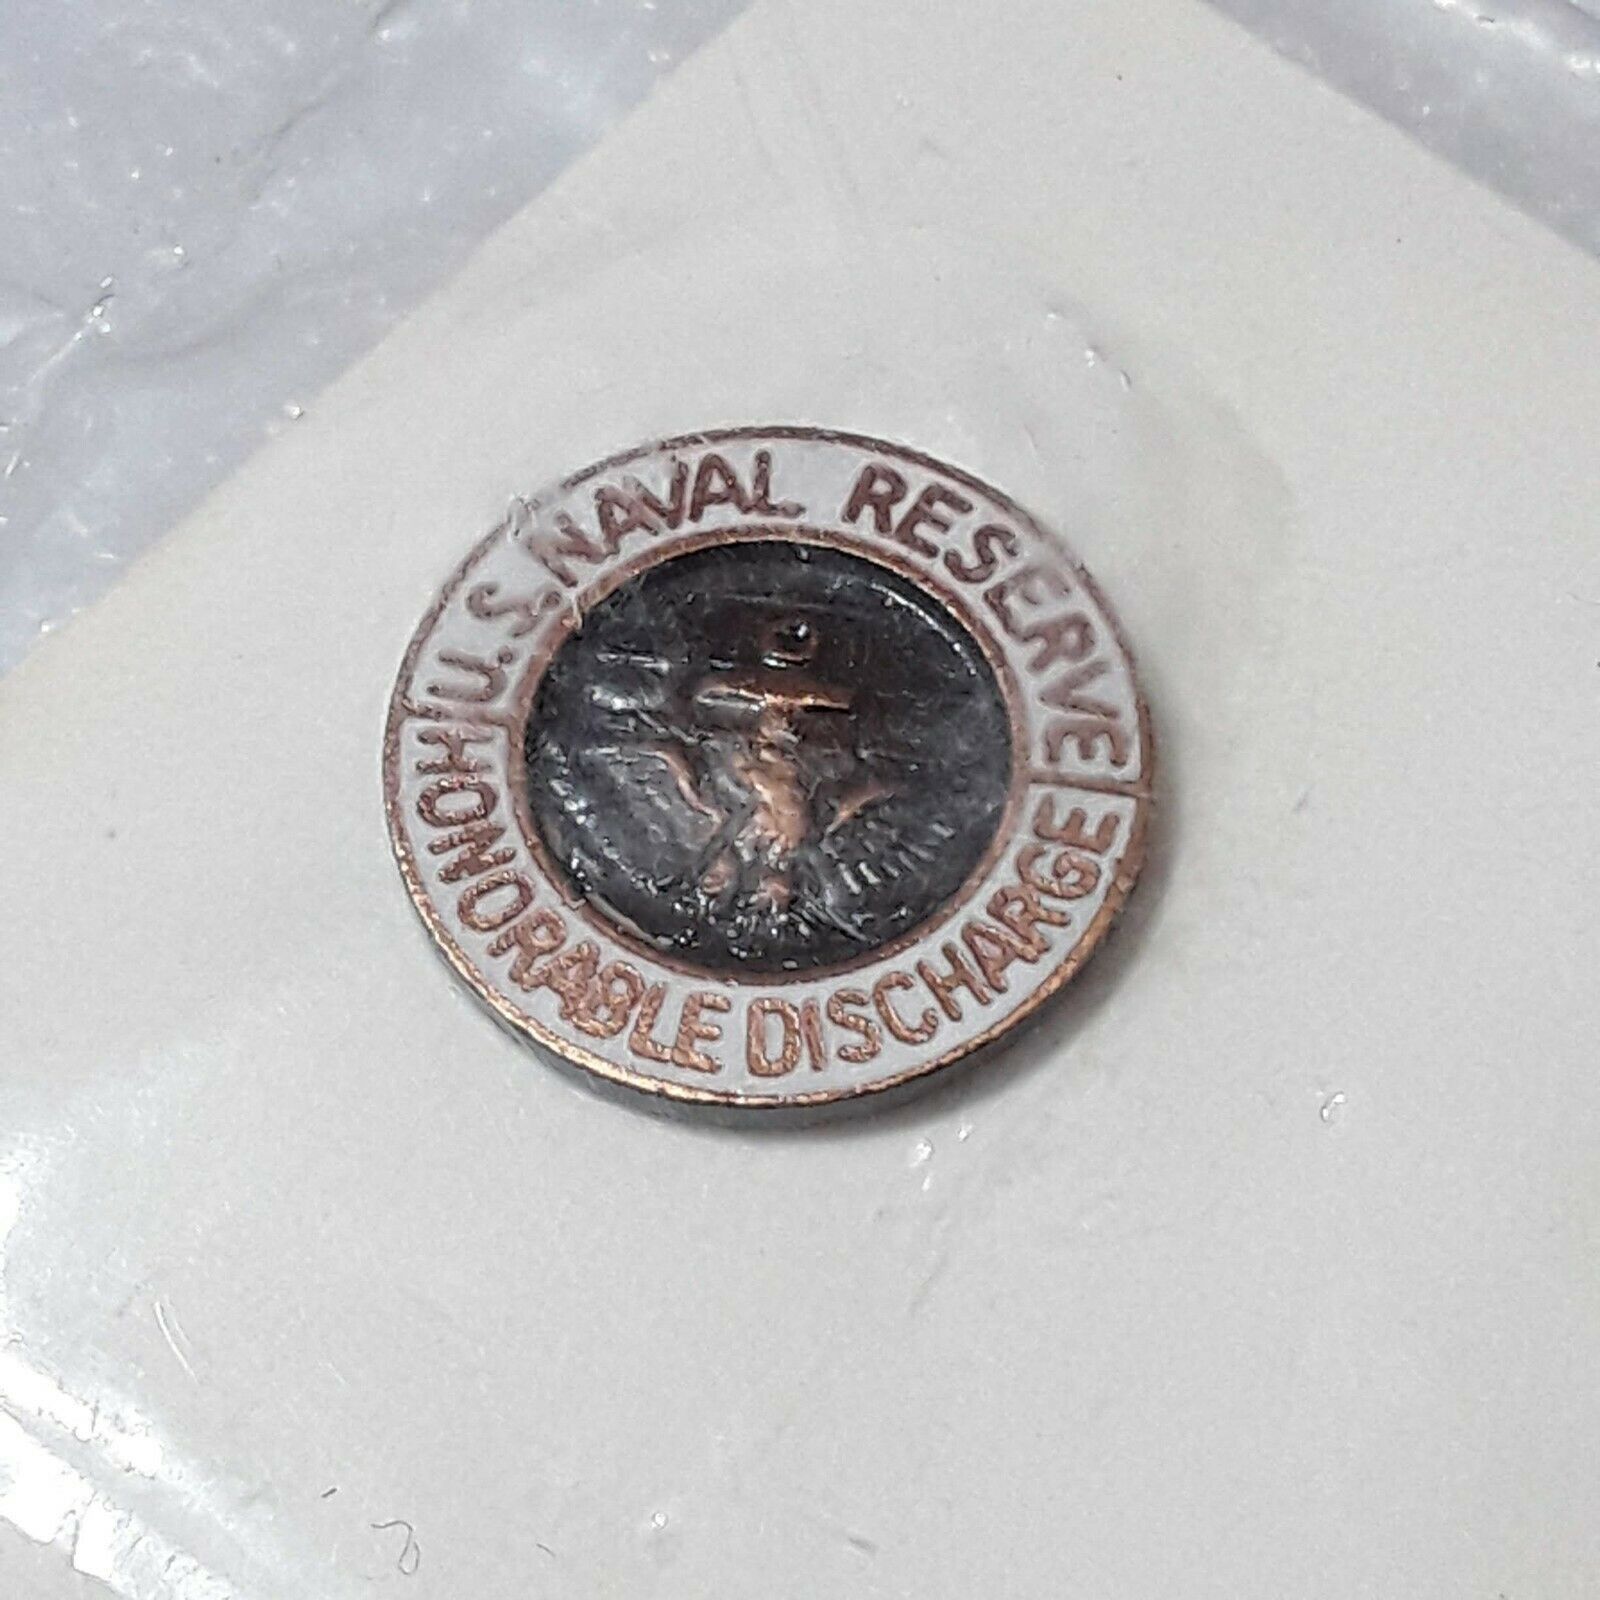 U.S. NAVAL RESERVE
HONORABLE DISCHARGE